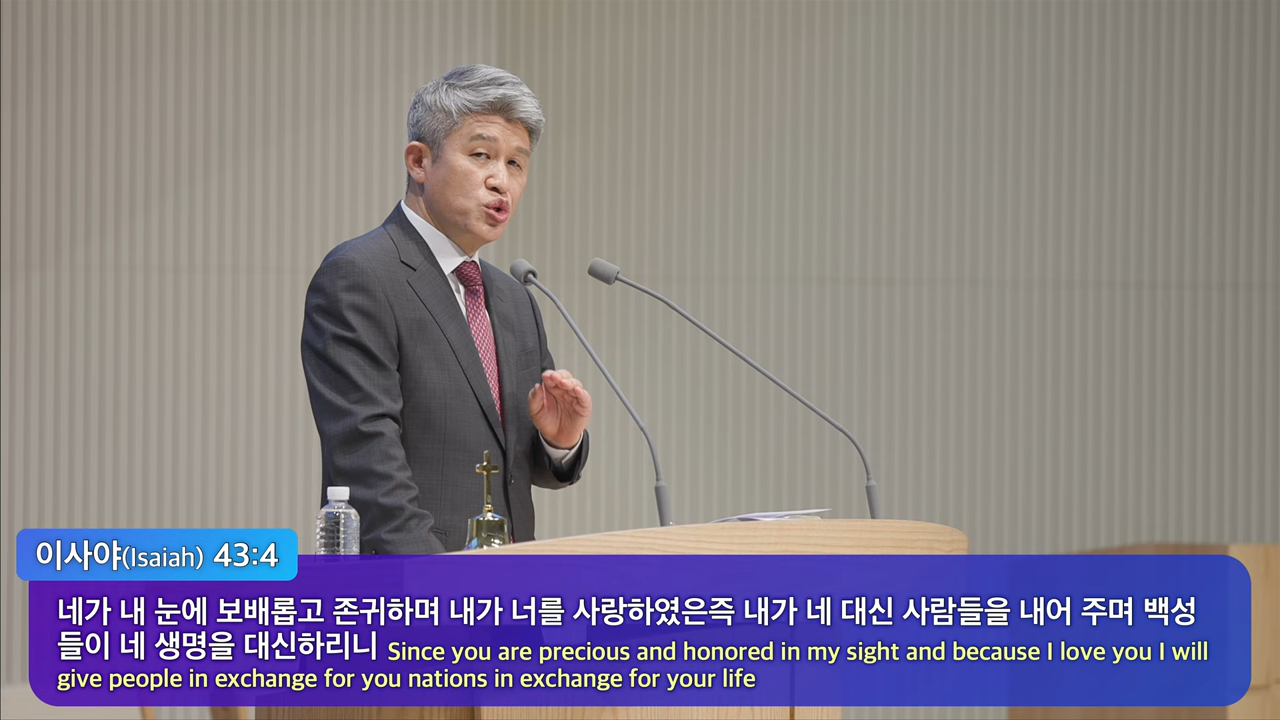 이사야(Isaiah) 43:4
네가 내 눈에 보배롭고 존귀하며 내가 너를 사랑하였은즉 내가 네 대신 사람들을 내어 주며 백성
들이 네 생명을 대신하리니 Since you are precious and honored in my sight and because I love you I will
give people in exchange for you nations in exchange for your life